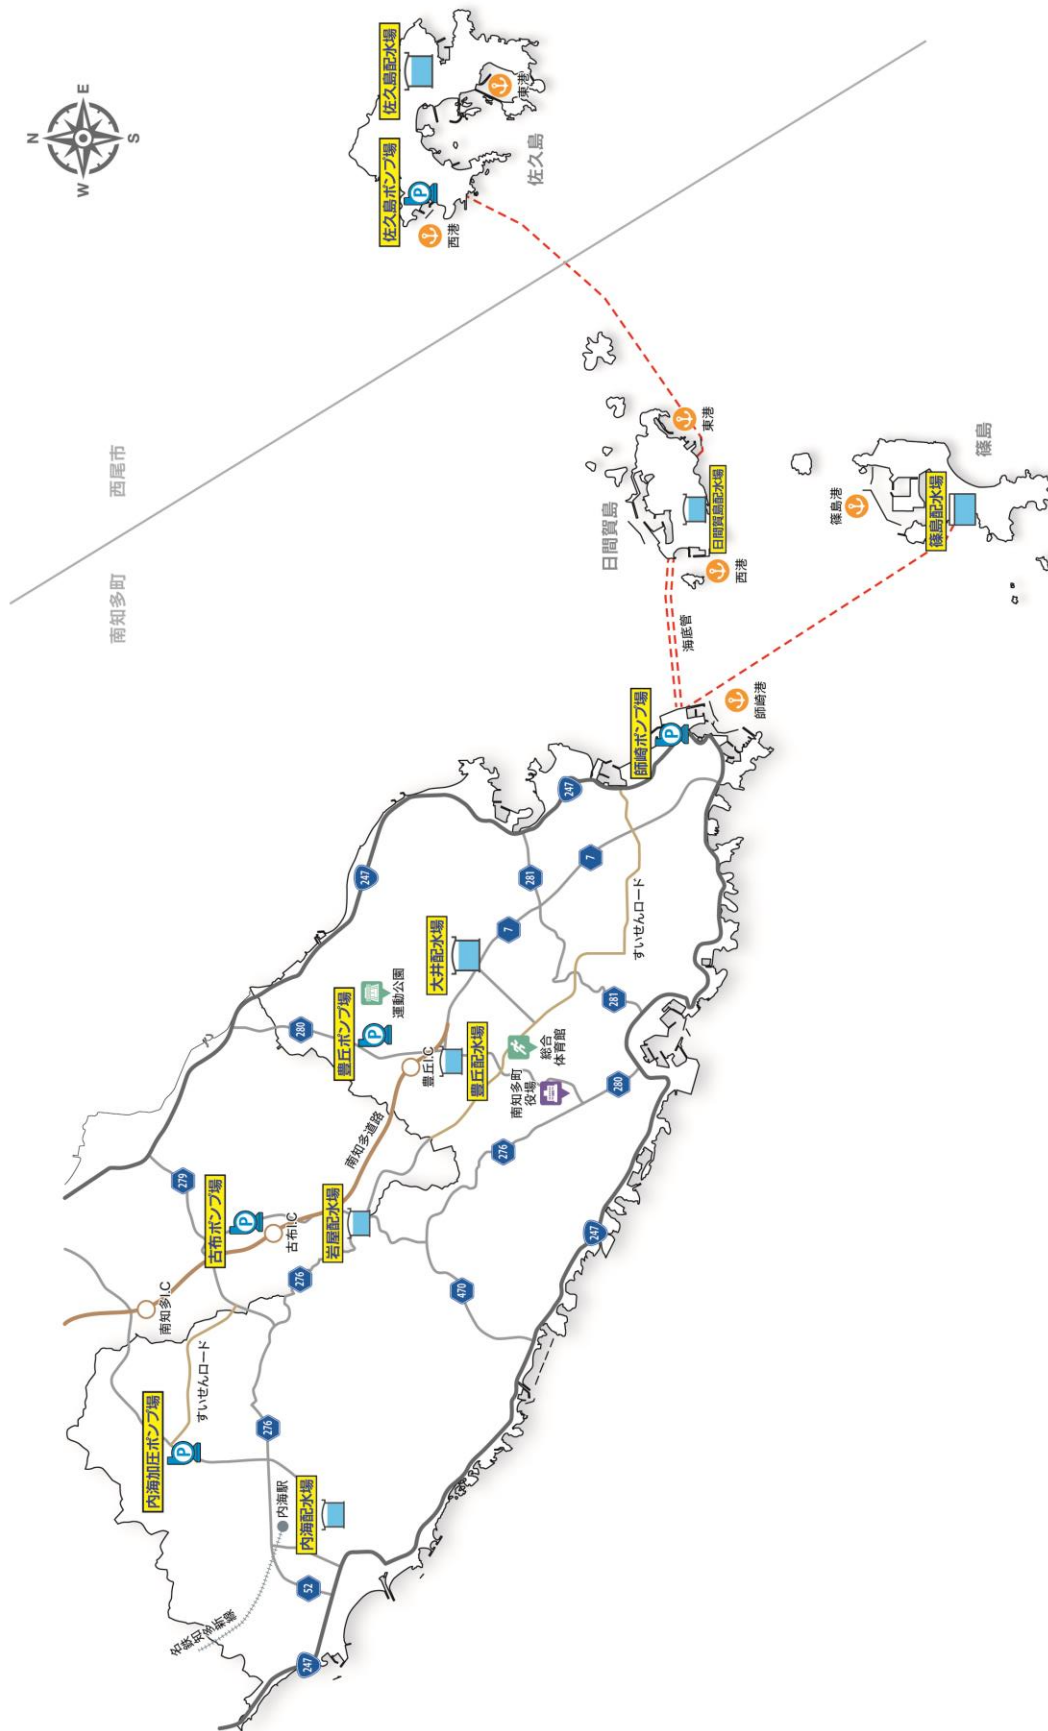 N
E
S
W
西尾市
南知多町
佐久島配水場
佐久島ポンプ場
東港
西港
佐久島
日間賀島
東港
日間賀島配水場
西港
海底管
篠島港
篠島配水場
篠島
師崎ポンプ場
師崎港
247
247
281
7
7
すいせんロード
大井配水場
運動公園
280
豊丘ポンプ場
豊丘I.C
豊丘配水場
総合
体育館
南知多町
役場
281
280
276
南知多道路
279
古布ポンプ場
古布I.C
岩屋配水場
276
470
247
南知多I.C
すいせんロード
内海加圧ポンプ場
276
内海駅
内海配水場
52
名鉄知多新線
247